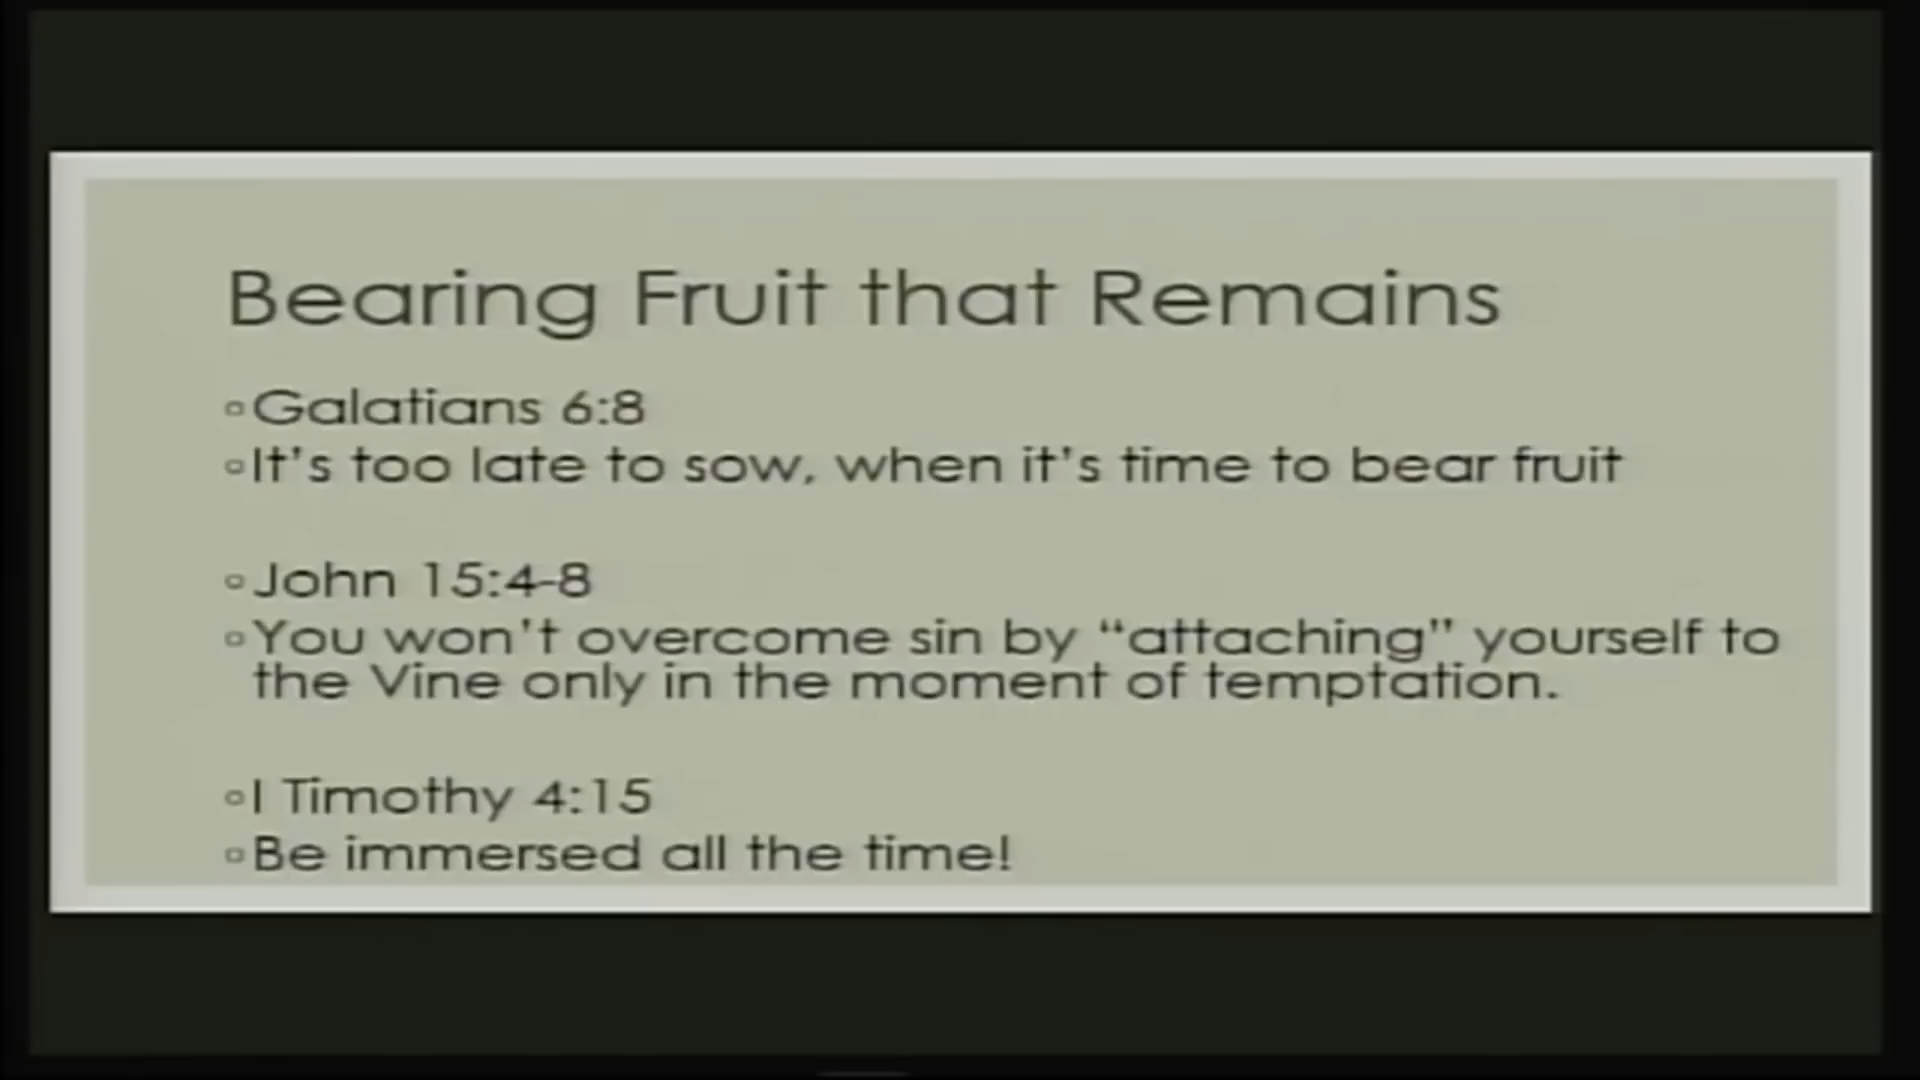 Bearing Fruit that Remains
▫Galatians 6:8
▫It's too late to sow, when it's time to bear fruit
▫John 15:4-8
▫You won't overcome sin by “attaching” yourself to
the Vine only in the moment of temptation.
▫I Timothy 4:15
▫Be immersed all the time!